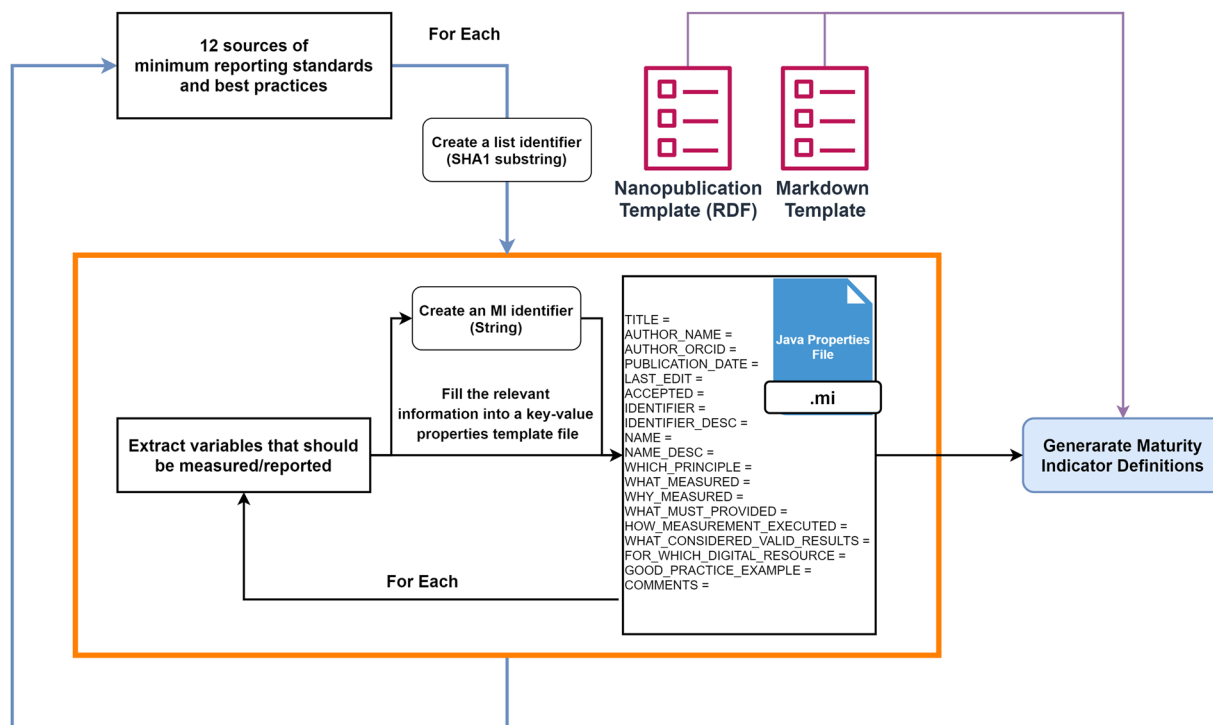 12 sources of
minimum reporting standards
and best practices
For Each
Create a list identifier
(SHA1 substring)
Nanopublication
Template (RDF)
Markdown
Template
Create an MI identifier
(String)
Fill the relevant
information into a key-value
properties template file
Extract variables that should
be measured/reported
For Each
Java Properties
File
.mi
TITLE =
AUTHOR_NAME =
AUTHOR_ORCID =
PUBLICATION_DATE =
LAST_EDIT =
ACCEPTED =
IDENTIFIER =
IDENTIFIER_DESC =
NAME =
NAME_DESC =
WHICH_PRINCIPLE =
WHAT_MEASURED =
WHY_MEASURED =
WHAT_MUST_PROVIDED =
HOW_MEASUREMENT_EXECUTED =
WHAT_CONSIDERED_VALID_RESULTS =
FOR_WHICH_DIGITAL_RESOURCE =
GOOD_PRACTICE_EXAMPLE =
COMMENTS =
Generarate Maturity
Indicator Definitions